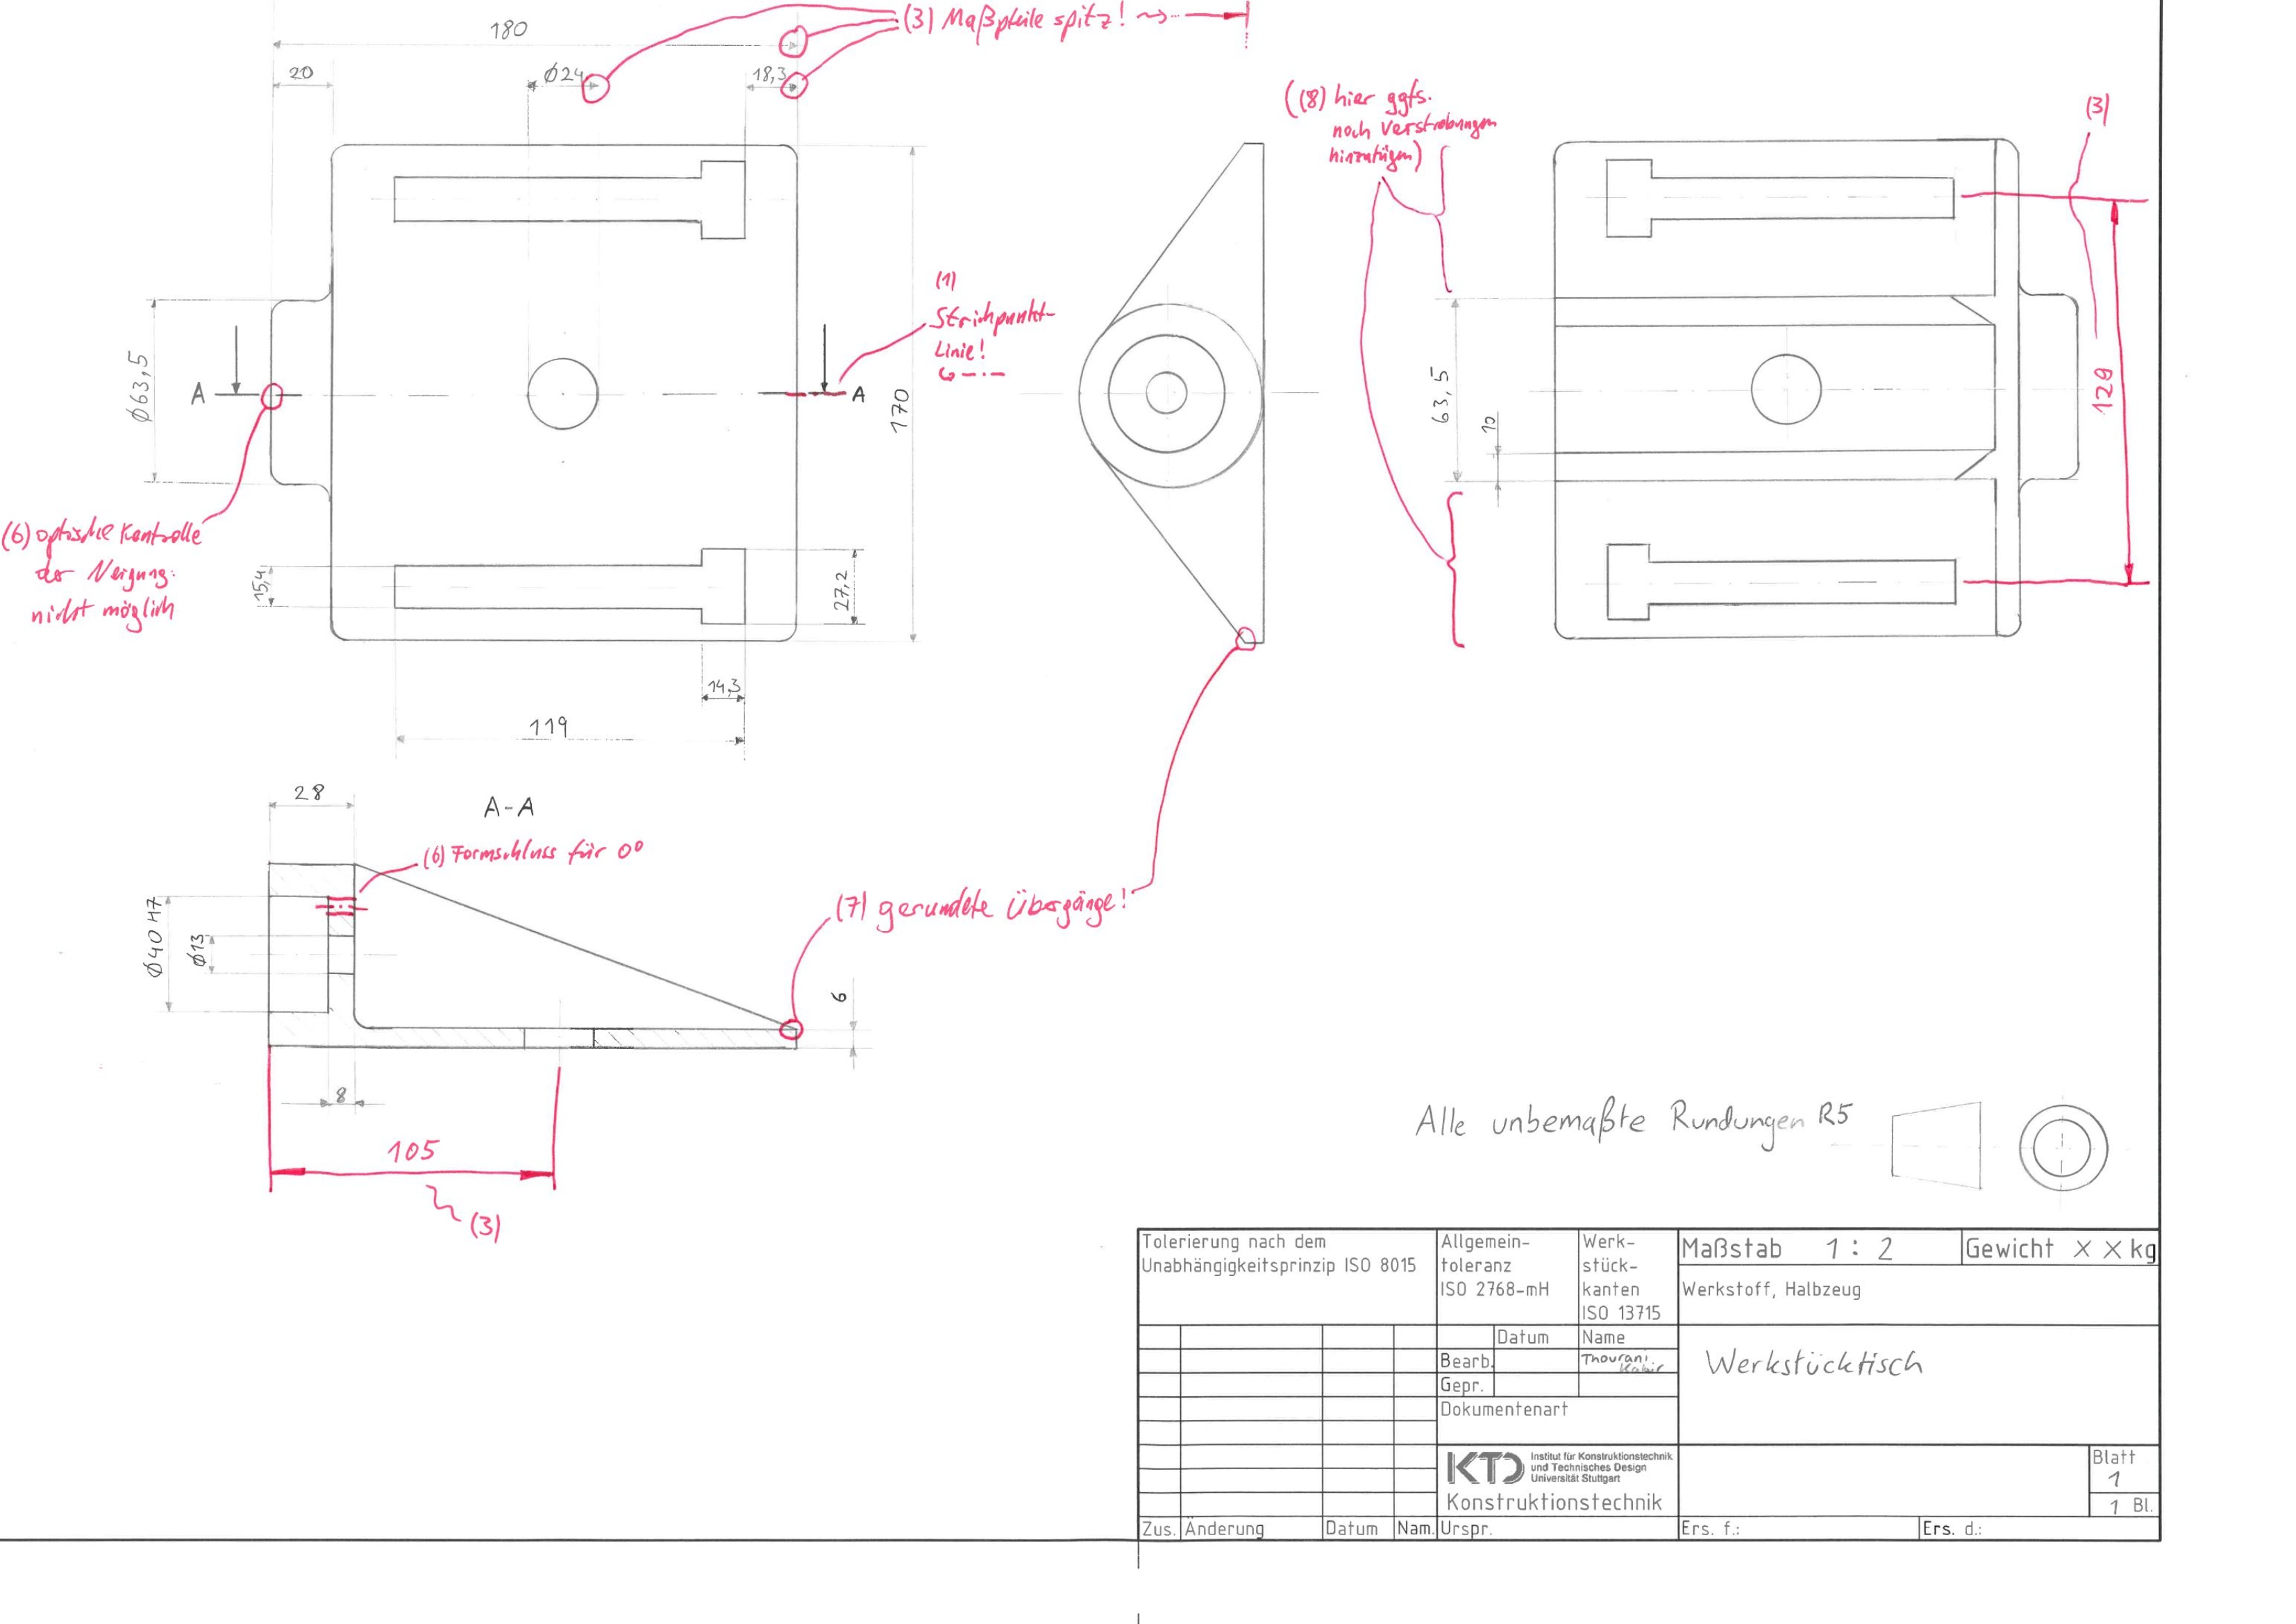 (3) Maßpfeile spitz!
180
20
Ø24
18,3
((8) hier ggfs.
noch Verstrebungen
hinzufügen)
(3)
(1)
Strichpunkt-
Linie!
Ø63,5
A
A
170
63,5
10
129
(6) optische Kontrolle
der Neigung
nicht möglich
15,4
27,2
14,3
119
28
A-A
(6) Formschluss für 0°
(7) gerundete Übergänge!
Ø40 H7
Ø13
6
8
105
(3)
Alle unbemaßte Rundungen R5
Tolerierung nach dem
Unabhängigkeitsprinzip ISO 8015
Allgemein-
toleranz
ISO 2768-mH
Werk-
stück-
kanten
ISO 13715
Maßstab 1 : 2
Gewicht X X kg
Werkstoff, Halbzeug
Datum
Name
Bearb.
Thourani
Kabir
Gepr.
Dokumentenart
Werkstücktisch
KTD
Institut für Konstruktionstechnik
und Technisches Design
Universität Stuttgart
Konstruktionstechnik
Blatt
1
1 Bl.
Zus. Änderung Datum Nam. Urspr. Ers. f.: Ers. d.: